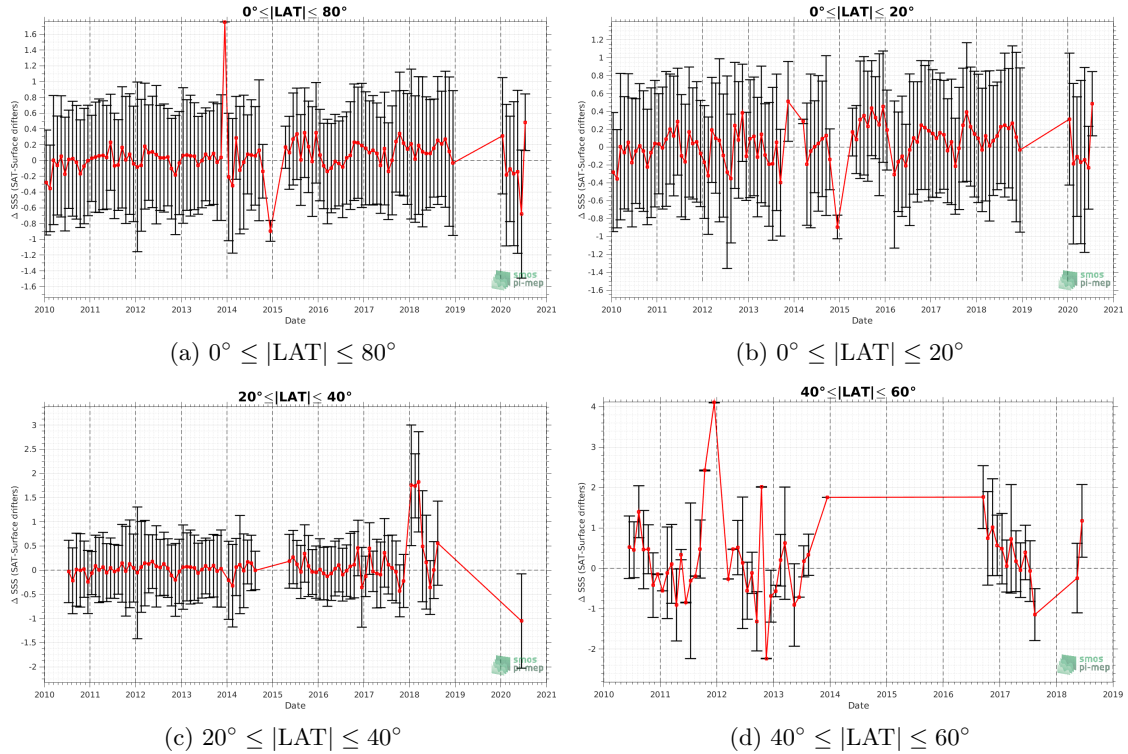 0°≤|LAT|≤ 80°
Δ SSS (SAT-Surface drifters)
1.6
1.4
1.2
1
0.8
0.6
0.4
0.2
0
-0.2
-0.4
-0.6
-0.8
-1
-1.2
-1.4
-1.6
smos
pi-mep
2010 2011 2012 2013 2014 2015 2016 2017 2018 2019 2020 2021
Date
(a) 0° ≤ |LAT| ≤ 80°
0°≤|LAT|≤ 20°
Δ SSS (SAT-Surface drifters)
1.2
1
0.8
0.6
0.4
0.2
0
-0.2
-0.4
-0.6
-0.8
-1
-1.2
-1.4
-1.6
smos
pi-mep
2010 2011 2012 2013 2014 2015 2016 2017 2018 2019 2020 2021
Date
(b) 0° ≤ |LAT| ≤ 20°
20°≤|LAT|≤ 40°
Δ SSS (SAT-Surface drifters)
3
2.5
2
1.5
1
0.5
0
-0.5
-1
-1.5
-2
smos
pi-mep
2010 2011 2012 2013 2014 2015 2016 2017 2018 2019 2020 2021
Date
(c) 20° ≤ |LAT| ≤ 40°
40°≤|LAT|≤ 60°
Δ SSS (SAT-Surface drifters)
4
3
2
1
0
-1
-2
smos
pi-mep
2010 2011 2012 2013 2014 2015 2016 2017 2018 2019
Date
(d) 40° ≤ |LAT| ≤ 60°